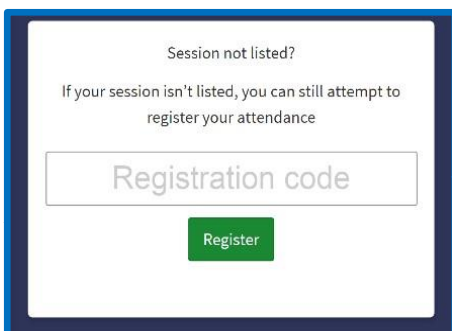 Session not listed?
If your session isn’t listed, you can still attempt to
register your attendance
Registration code
Register